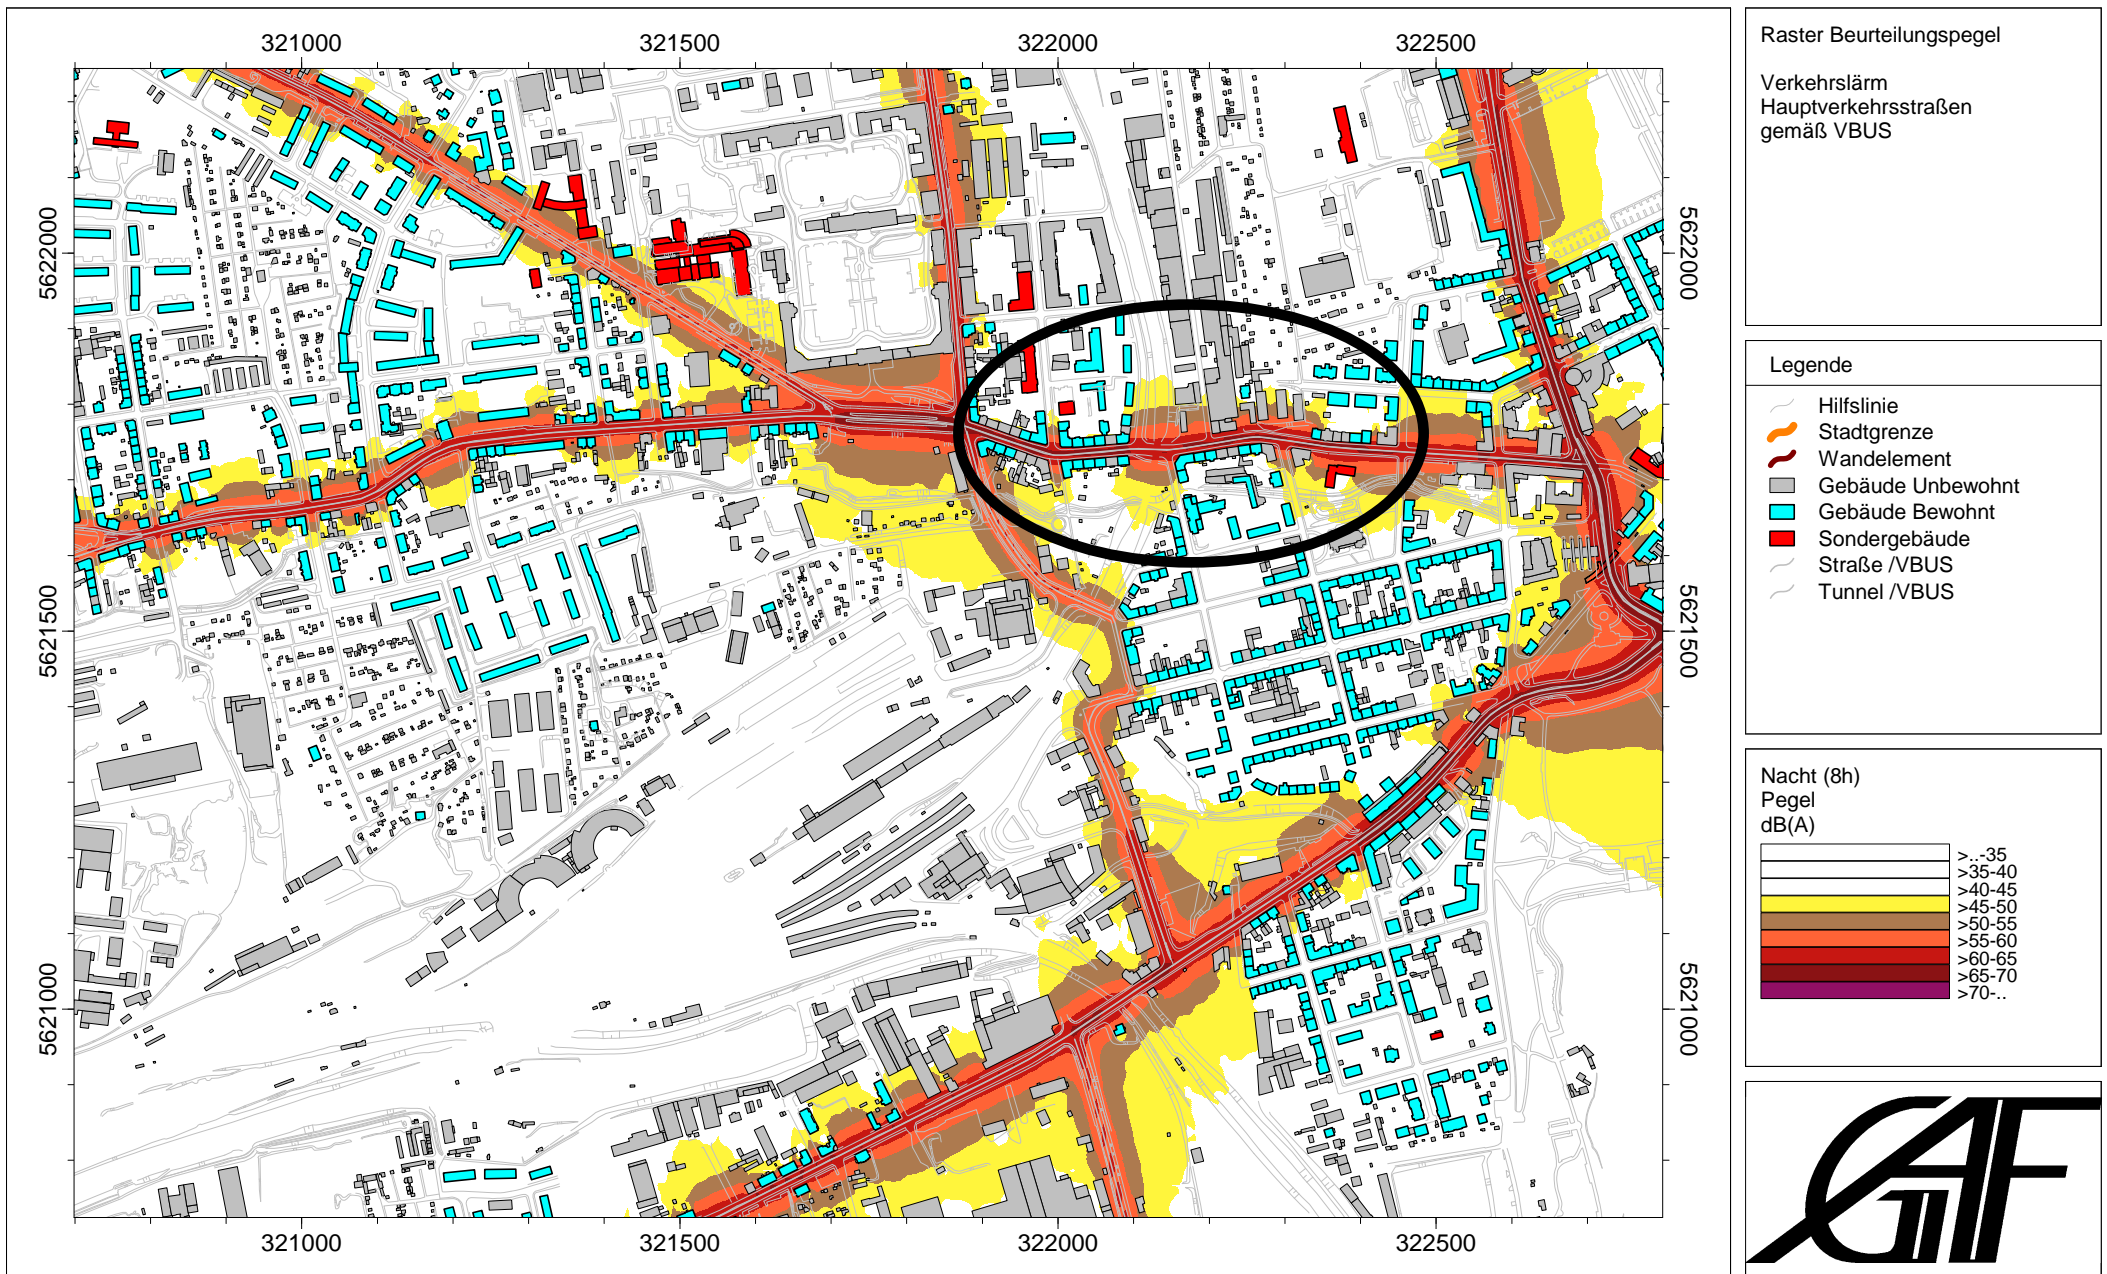 321000 321500 322000 322500
5622000
5621500
5621000
5622000
5621500
5621000
321000 321500 322000 322500
Raster Beurteilungspegel
Verkehrslärm
Hauptverkehrsstraßen
gemäß VBUS
Legende
Hilfslinie
Stadtgrenze
Wandelement
Gebäude Unbewohnt
Gebäude Bewohnt
Sondergebäude
Straße /VBUS
Tunnel /VBUS
Nacht (8h)
Pegel
dB(A)
>..-35
>35-40
>40-45
>45-50
>50-55
>55-60
>60-65
>65-70
>70-..
GAF